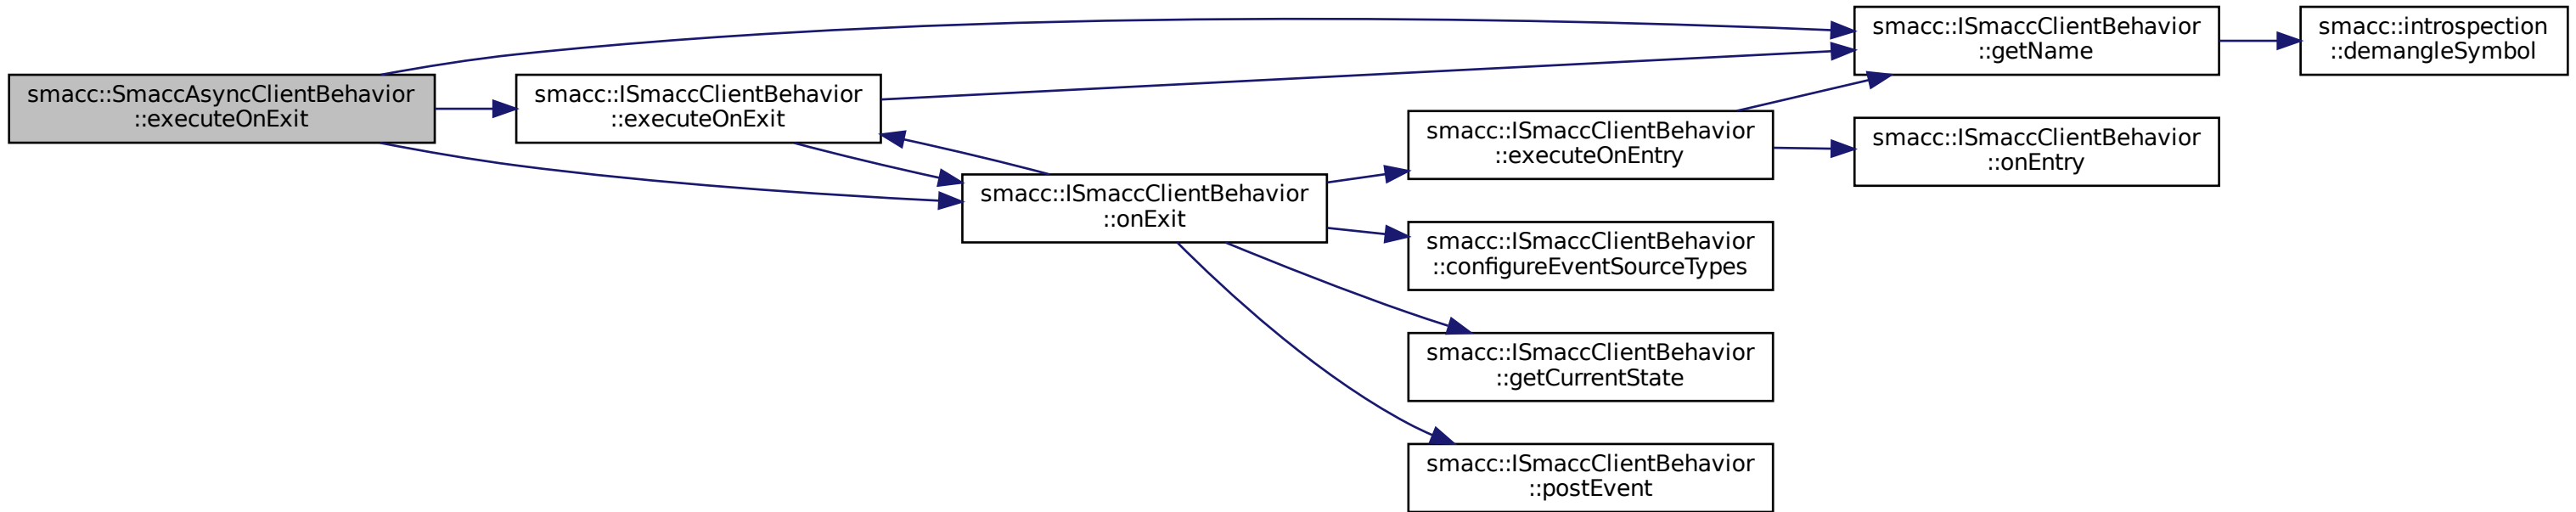 smacc::SmaccAsyncClientBehavior
::executeOnExit
smacc::ISmaccClientBehavior
::executeOnExit
smacc::ISmaccClientBehavior
::onExit
smacc::ISmaccClientBehavior
::executeOnEntry
smacc::ISmaccClientBehavior
::configureEventSourceTypes
smacc::ISmaccClientBehavior
::getCurrentState
smacc::ISmaccClientBehavior
::postEvent
smacc::ISmaccClientBehavior
::getName
smacc::ISmaccClientBehavior
::onEntry
smacc::introspection
::demangleSymbol